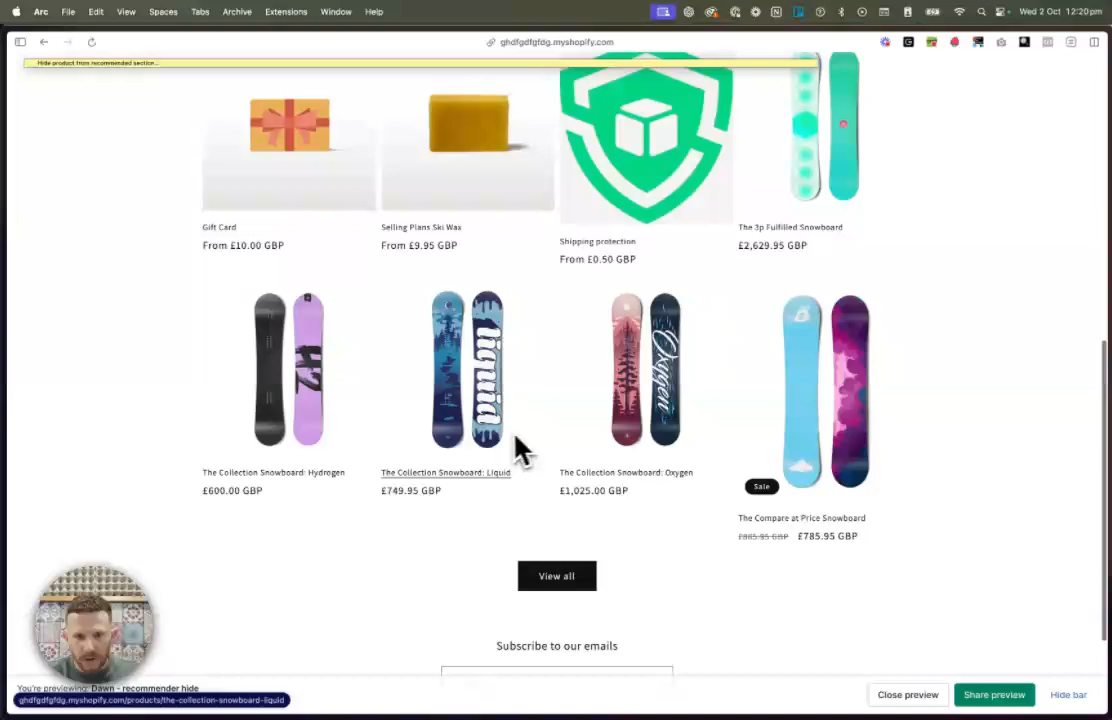 Arc File Edit View Spaces Tabs Archive Extensions Window Help Wed 2 Oct 12:20pm
ghdfgdfgfdg.myshopify.com
Hide product from recommended section...
Gift Card
From £10.00 GBP
Selling Plans Ski Wax
From £9.95 GBP
Shipping protection
From £0.50 GBP
The 3p Fulfilled Snowboard
£2,629.95 GBP
H2
liquid
Oxygen
The Collection Snowboard: Hydrogen
£600.00 GBP
The Collection Snowboard: Liquid
£749.95 GBP
The Collection Snowboard: Oxygen
£1,025.00 GBP
Sale
The Compare at Price Snowboard
£885.95 GBP £785.95 GBP
View all
Subscribe to our emails
You're previewing: Dawn - recommender hide
ghdfgdfgfdg.myshopify.com/products/the-collection-snowboard-liquid
Close preview Share preview Hide bar